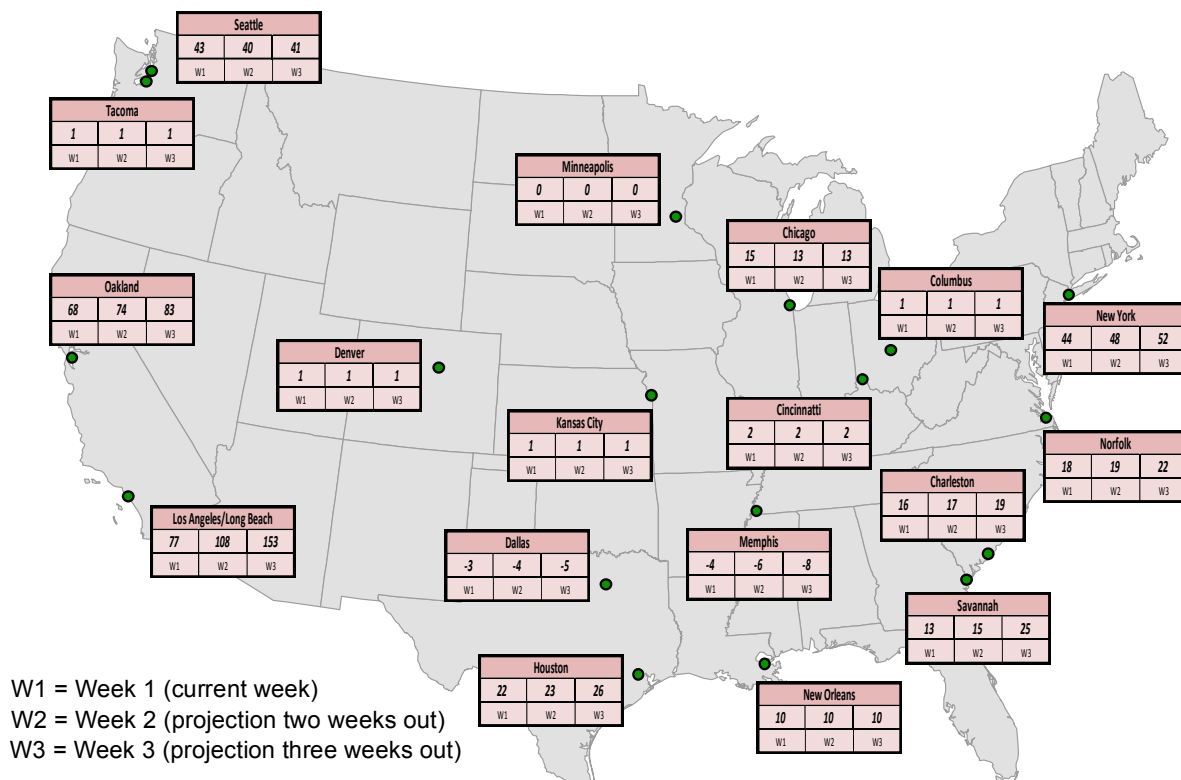 Seattle
43 40 41
W1 W2 W3
Tacoma
1 1 1
W1 W2 W3
Minneapolis
0 0 0
W1 W2 W3
Chicago
15 13 13
W1 W2 W3
Columbus
1 1 1
W1 W2 W3
Oakland
68 74 83
W1 W2 W3
New York
44 48 52
W1 W2 W3
Denver
1 1 1
W1 W2 W3
Kansas City
1 1 1
W1 W2 W3
Cincinnatti
2 2 2
W1 W2 W3
Norfolk
18 19 22
W1 W2 W3
Charleston
16 17 19
W1 W2 W3
Los Angeles/Long Beach
77 108 153
W1 W2 W3
Dallas
-3 -4 -5
W1 W2 W3
Memphis
-4 -6 -8
W1 W2 W3
Savannah
13 15 25
W1 W2 W3
Houston
22 23 26
W1 W2 W3
New Orleans
10 10 10
W1 W2 W3
W1 = Week 1 (current week)
W2 = Week 2 (projection two weeks out)
W3 = Week 3 (projection three weeks out)